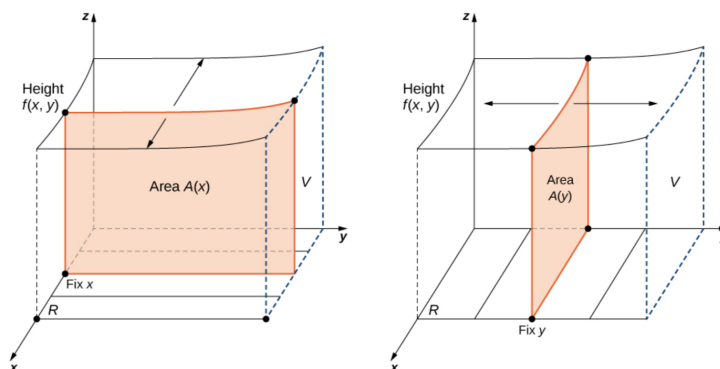 z
Height
f(x, y)
Area A(x)
V
y
Fix x
R
x
z
Height
f(x, y)
Area
A(y)
V
R
Fix y
x